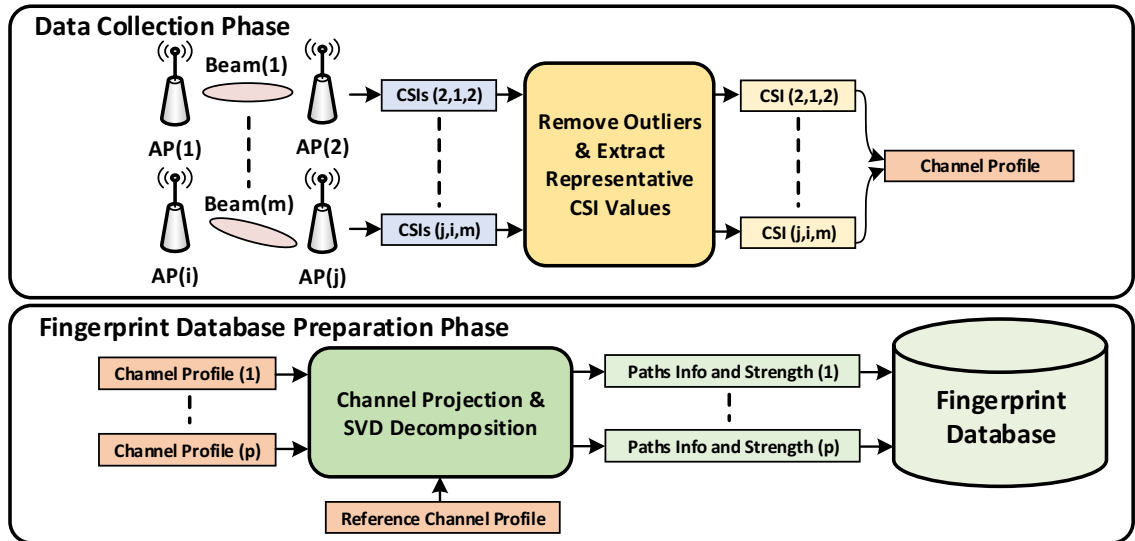 Data Collection Phase
Beam(1)
AP(1)
AP(2)
Beam(m)
AP(i)
AP(j)
CSIs (2,1,2)
CSIs (j,i,m)
Remove Outliers
& Extract
Representative
CSI Values
CSI (2,1,2)
CSI (j,i,m)
Channel Profile
Fingerprint Database Preparation Phase
Channel Profile (1)
Channel Profile (p)
Channel Projection &
SVD Decomposition
Reference Channel Profile
Paths Info and Strength (1)
Paths Info and Strength (p)
Fingerprint
Database